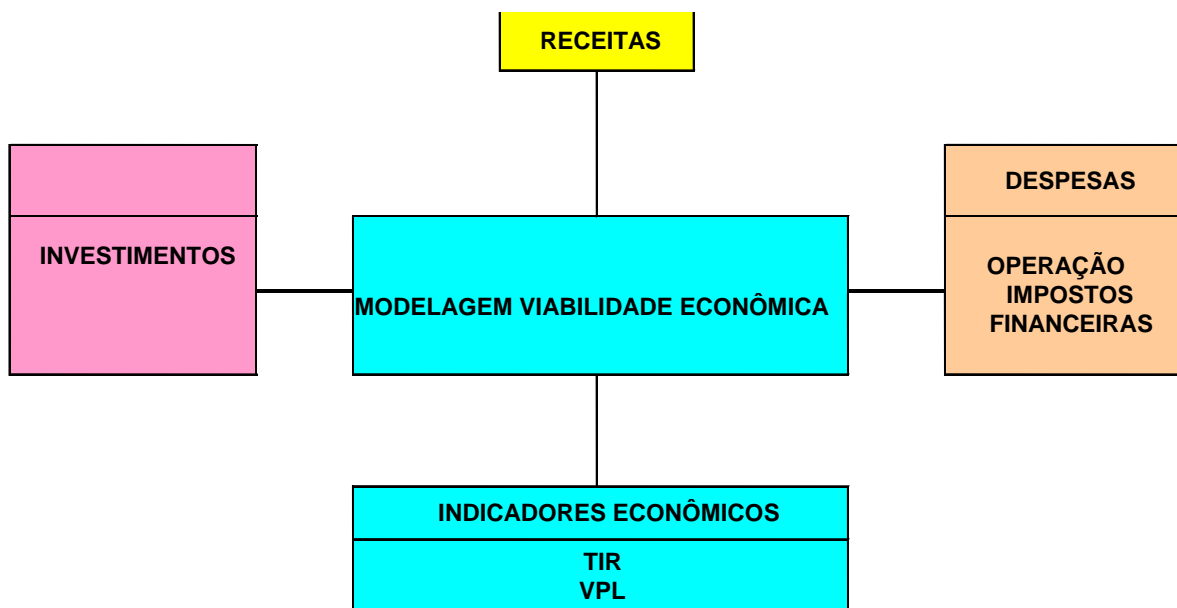 RECEITAS
DESPESAS
INVESTIMENTOS
OPERAÇÃO
IMPOSTOS
FINANCEIRAS
MODELAGEM VIABILIDADE ECONÔMICA
INDICADORES ECONÔMICOS
TIR
VPL